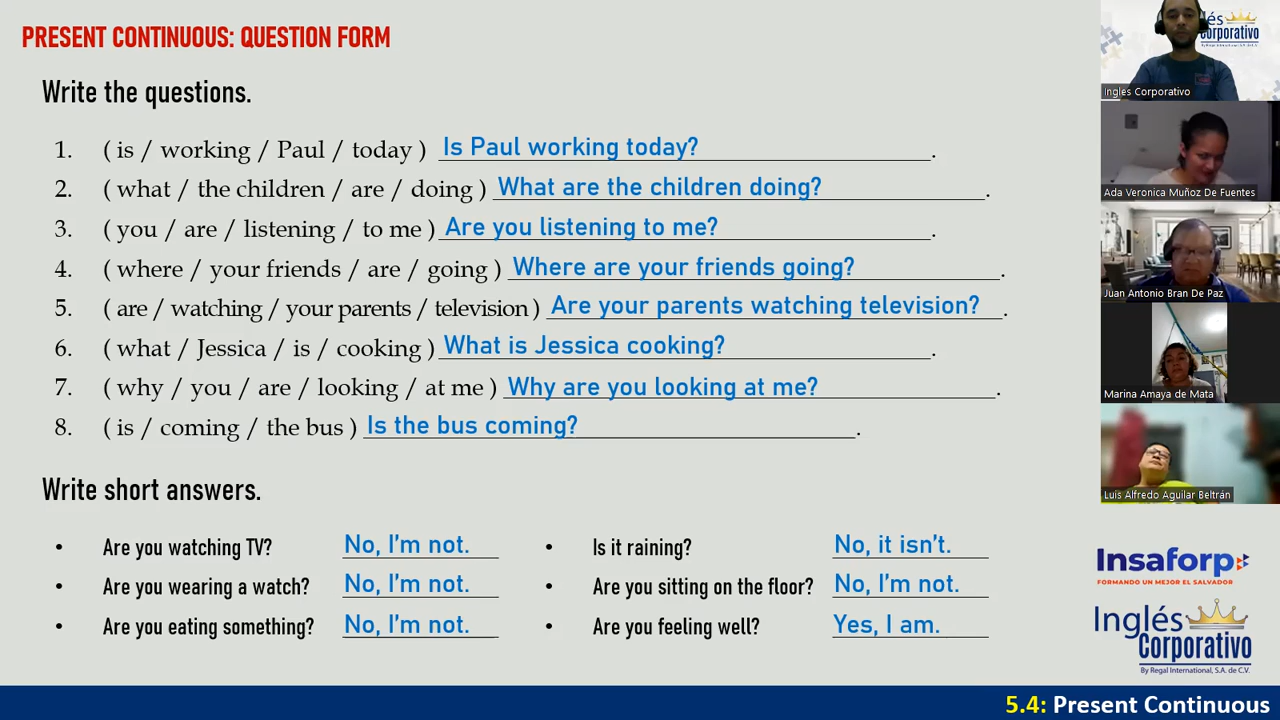 PRESENT CONTINUOUS: QUESTION FORM
Write the questions.
1. ( is / working / Paul / today ) Is Paul working today? .
2. ( what / the children / are / doing ) What are the children doing? .
3. ( you / are / listening / to me ) Are you listening to me? .
4. ( where / your friends / are / going ) Where are your friends going? .
5. ( are / watching / your parents / television ) Are your parents watching television? .
6. ( what / Jessica / is / cooking ) What is Jessica cooking? .
7. ( why / you / are / looking / at me ) Why are you looking at me? .
8. ( is / coming / the bus ) Is the bus coming? .
Write short answers.
• Are you watching TV? No, I'm not.
• Are you wearing a watch? No, I'm not.
• Are you eating something? No, I'm not.
• Is it raining? No, it isn't.
• Are you sitting on the floor? No, I'm not.
• Are you feeling well? Yes, I am.
5.4: Present Continuous
Corporativo
Ingles Corporativo
Ada Veronica Muñoz De Fuentes
Juan Antonio Bran De Paz
Marina Amaya de Mata
Luís Alfredo Aguilar Beltrán
Insaforp
FORMANDO UN MEJOR EL SALVADOR
Inglés
Corporativo
By Regal International, S.A. de C.V.